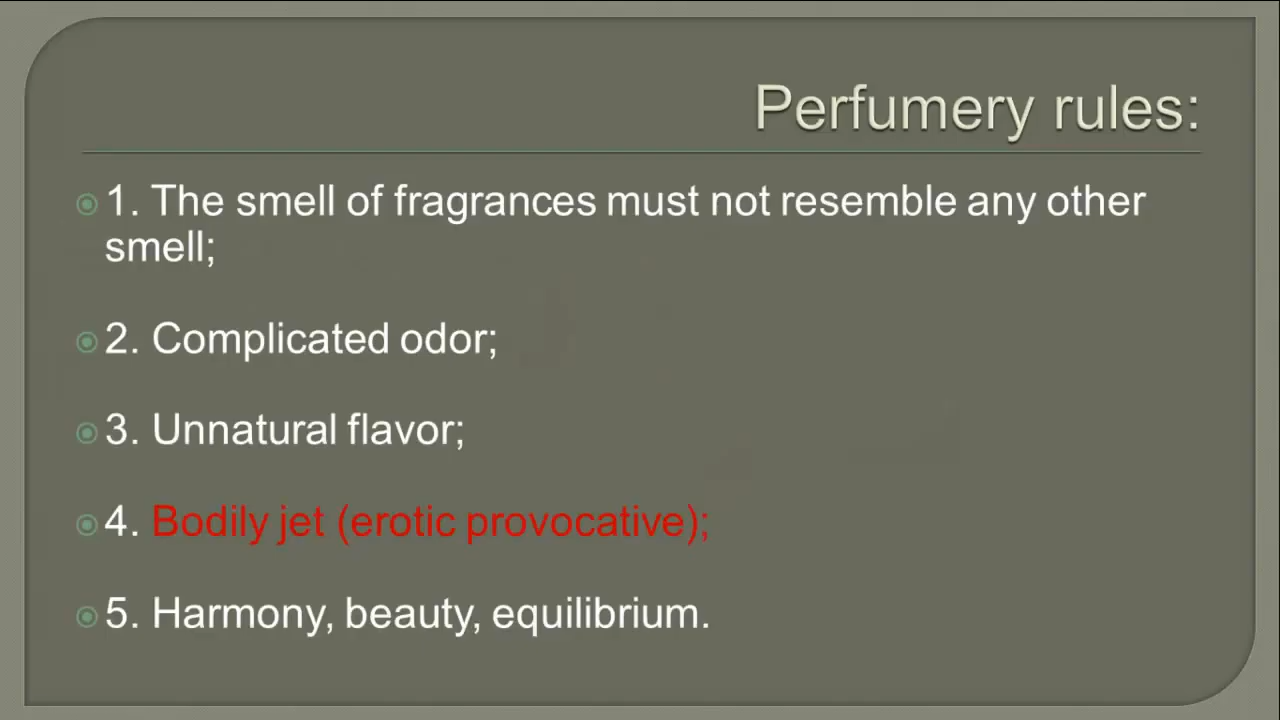 Perfumery rules:
1. The smell of fragrances must not resemble any other
smell;
2. Complicated odor;
3. Unnatural flavor;
4. Bodily jet (erotic provocative);
5. Harmony, beauty, equilibrium.